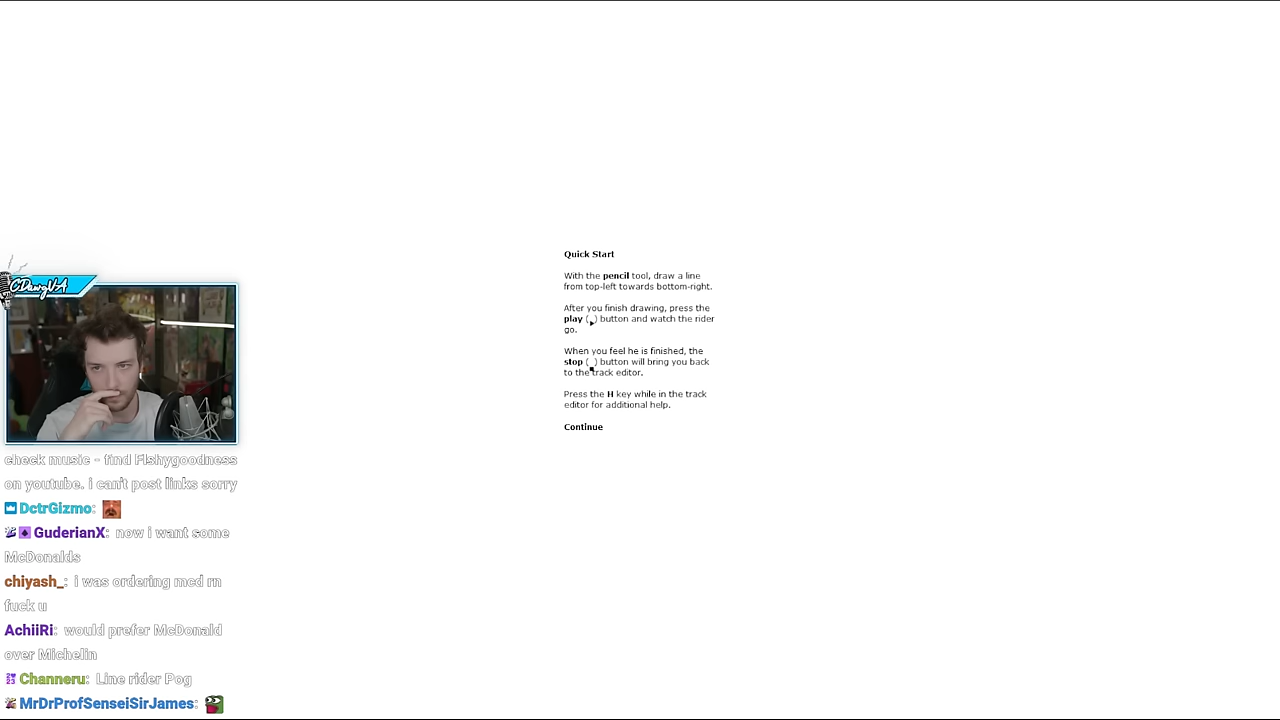 Quick Start
With the pencil tool, draw a line
from top-left towards bottom-right.
After you finish drawing, press the
play ( ) button and watch the rider
go.
When you feel he is finished, the
stop ( ) button will bring you back
to the track editor.
Press the H key while in the track
editor for additional help.
Continue
CDawgVA
check music - find Fishygoodness
on youtube. i can't post links sorry
DctrGizmo:
GuderianX: now i want some
McDonalds
chiyash_: i was ordering mcd rn
fuck u
AchiiRi: would prefer McDonald
over Michelin
Channeru: Line rider Pog
MrDrProfSenseiSirJames: